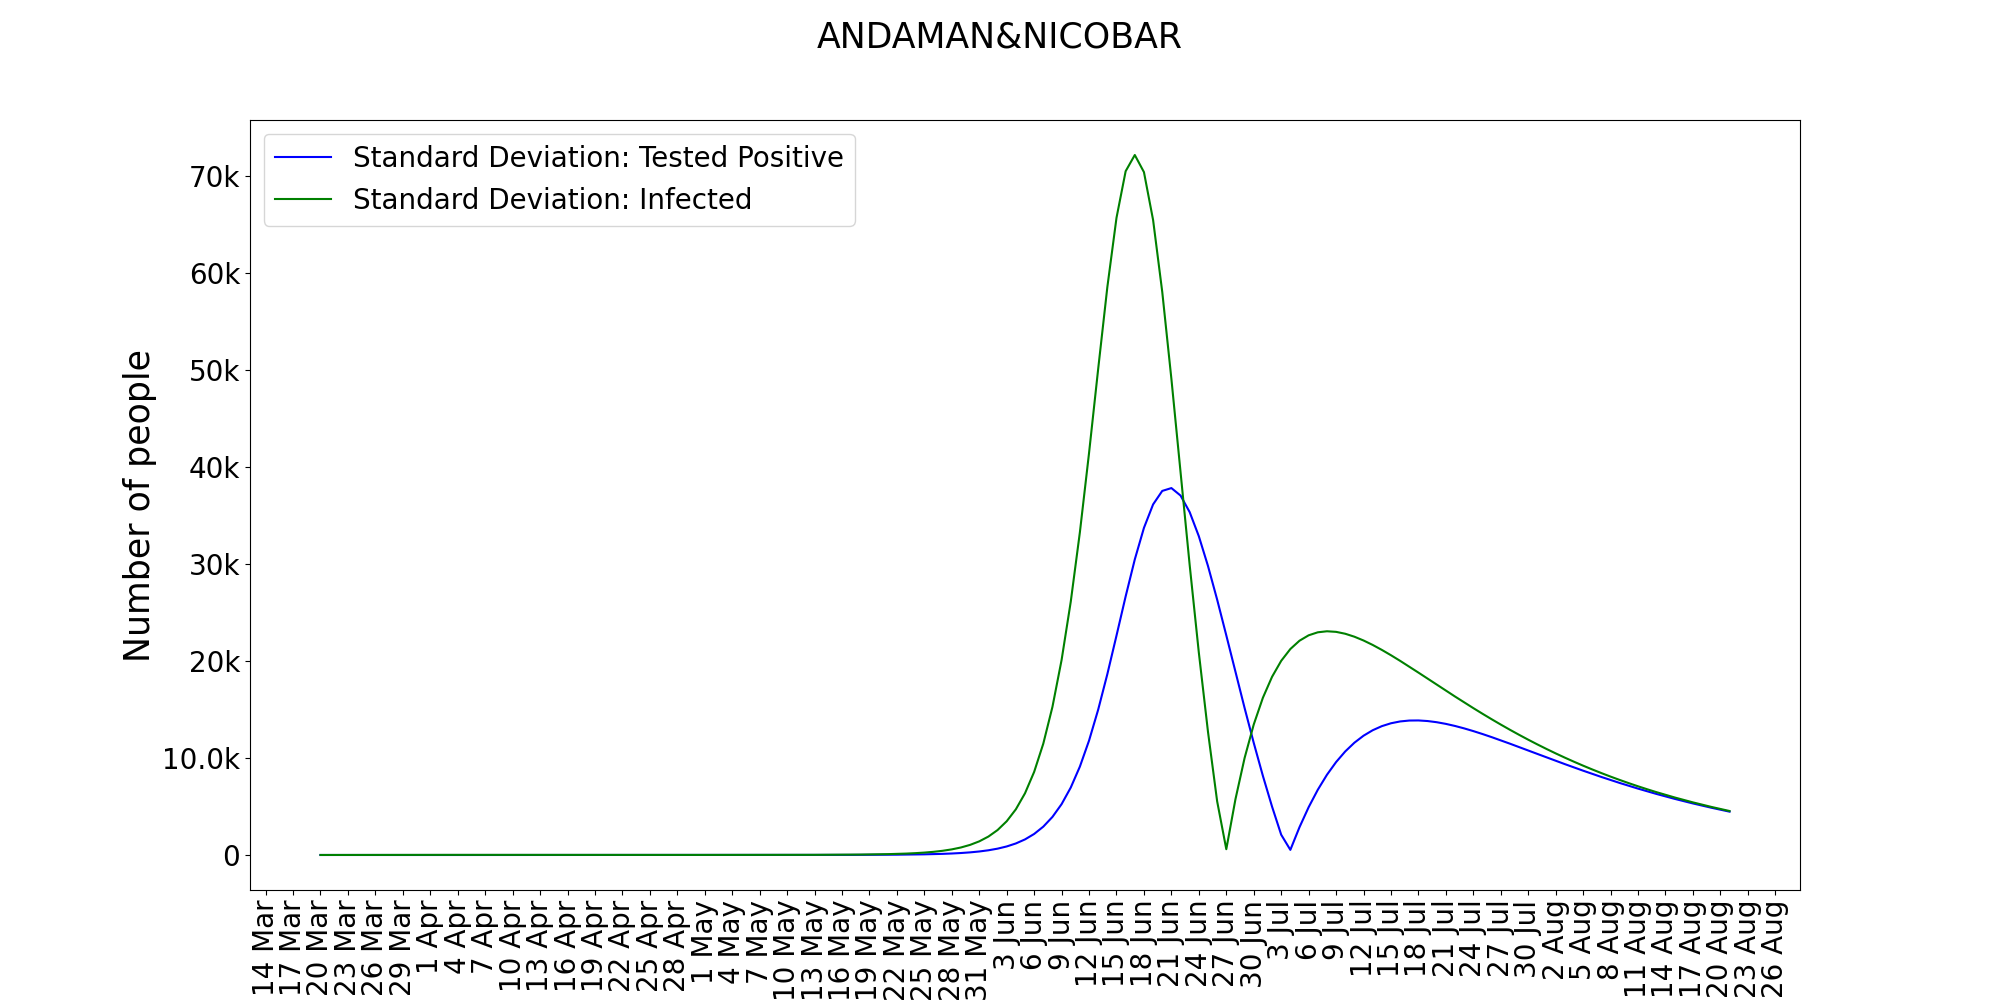 ANDAMAN&NICOBAR
Standard Deviation: Tested Positive
Standard Deviation: Infected
Number of people
70k
60k
50k
40k
30k
20k
10.0k
0
14 Mar
17 Mar
20 Mar
23 Mar
26 Mar
29 Mar
1 Apr
4 Apr
7 Apr
10 Apr
13 Apr
16 Apr
19 Apr
22 Apr
25 Apr
28 Apr
1 May
4 May
7 May
10 May
13 May
16 May
19 May
22 May
25 May
28 May
31 May
3 Jun
6 Jun
9 Jun
12 Jun
15 Jun
18 Jun
21 Jun
24 Jun
27 Jun
30 Jun
3 Jul
6 Jul
9 Jul
12 Jul
15 Jul
18 Jul
21 Jul
24 Jul
27 Jul
30 Jul
2 Aug
5 Aug
8 Aug
11 Aug
14 Aug
17 Aug
20 Aug
23 Aug
26 Aug